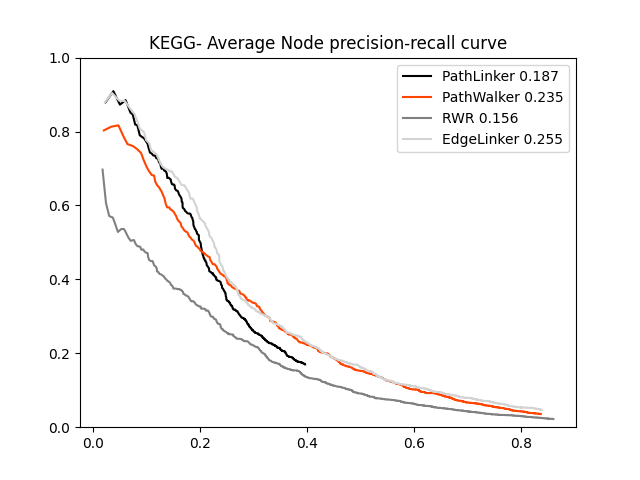 KEGG- Average Node precision-recall curve
PathLinker 0.187
PathWalker 0.235
RWR 0.156
EdgeLinker 0.255
1.0
0.8
0.6
0.4
0.2
0.0
0.0 0.2 0.4 0.6 0.8